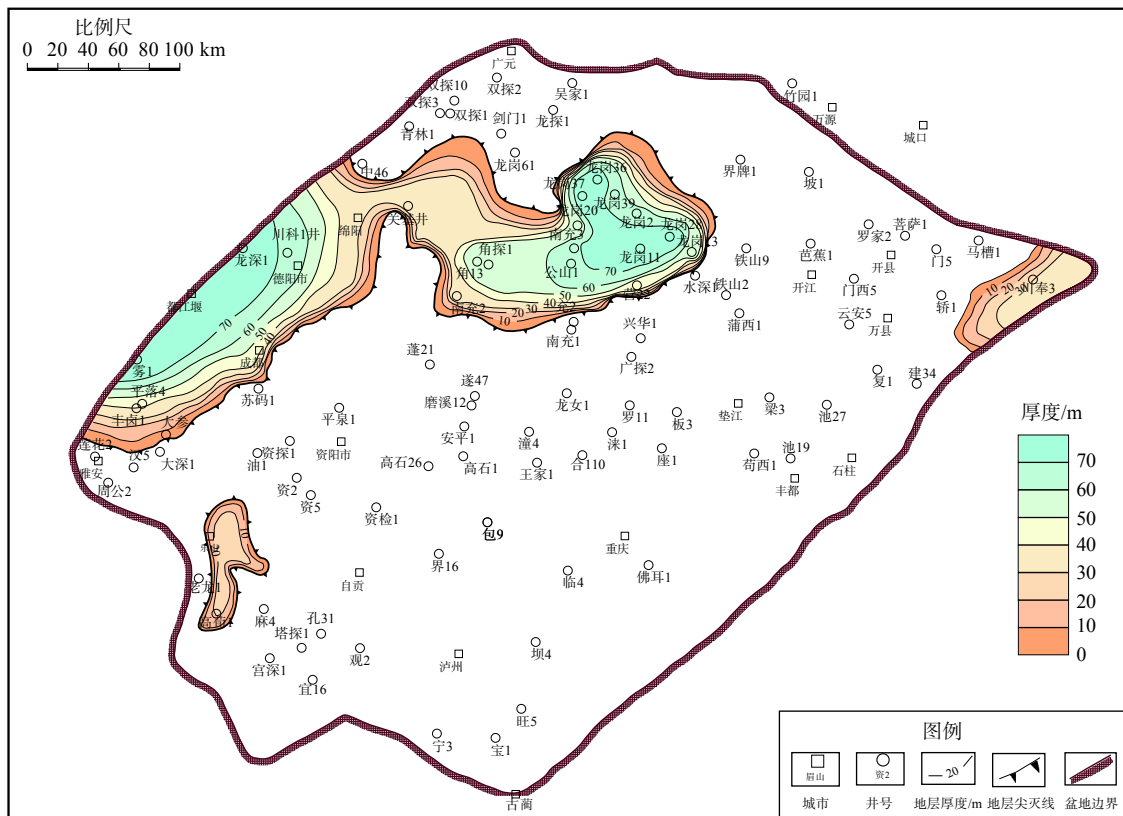 比例尺
0 20 40 60 80 100 km
广元
双探10
双探2
吴家1
竹园1
双探3
双探1
剑门1
龙探1
万源
城口
青林1
龙岗61
中46
界牌1
坡1
龙岗36
龙岗37
龙岗39
绵阳
关基井
龙岗20
龙岗2
龙岗28
川科1井
南充3
龙岗23
罗家2
菩萨1
龙深1
角探1
龙岗11
铁山9
芭蕉1
马槽1
德阳市
角13
公山1
开县
门5
都江堰
南充2
水深1
铁山2
开江
门西5
川奉3
轿1
70
60
50
40
70
60
50
40
30
20
10
10
20
30
兴华1
蒲西1
云安5
万县
南充1
成都
蓬21
广探2
雾1
复1
建34
平落4
苏码1
遂47
丰卤1
平泉1
磨溪12
龙女1
罗11
垫江
梁3
池27
大参
板3
安平1
潼4
涞1
莲花2
汉5
大深1
资探1
资阳市
油1
高石26
高石1
王家1
合110
座1
苟西1
池19
石柱
雅安
周公2
资2
丰都
资5
资检1
包9
重庆
界16
自贡
临4
佛耳1
老龙1
麻4
孔31
塔探1
观2
泸州
坝4
宫深1
宜16
旺5
宁3
宝1
古蔺
厚度/m
70
60
50
40
30
20
10
0
图例
眉山
资2
20
城市
井号
地层厚度/m
地层尖灭线
盆地边界